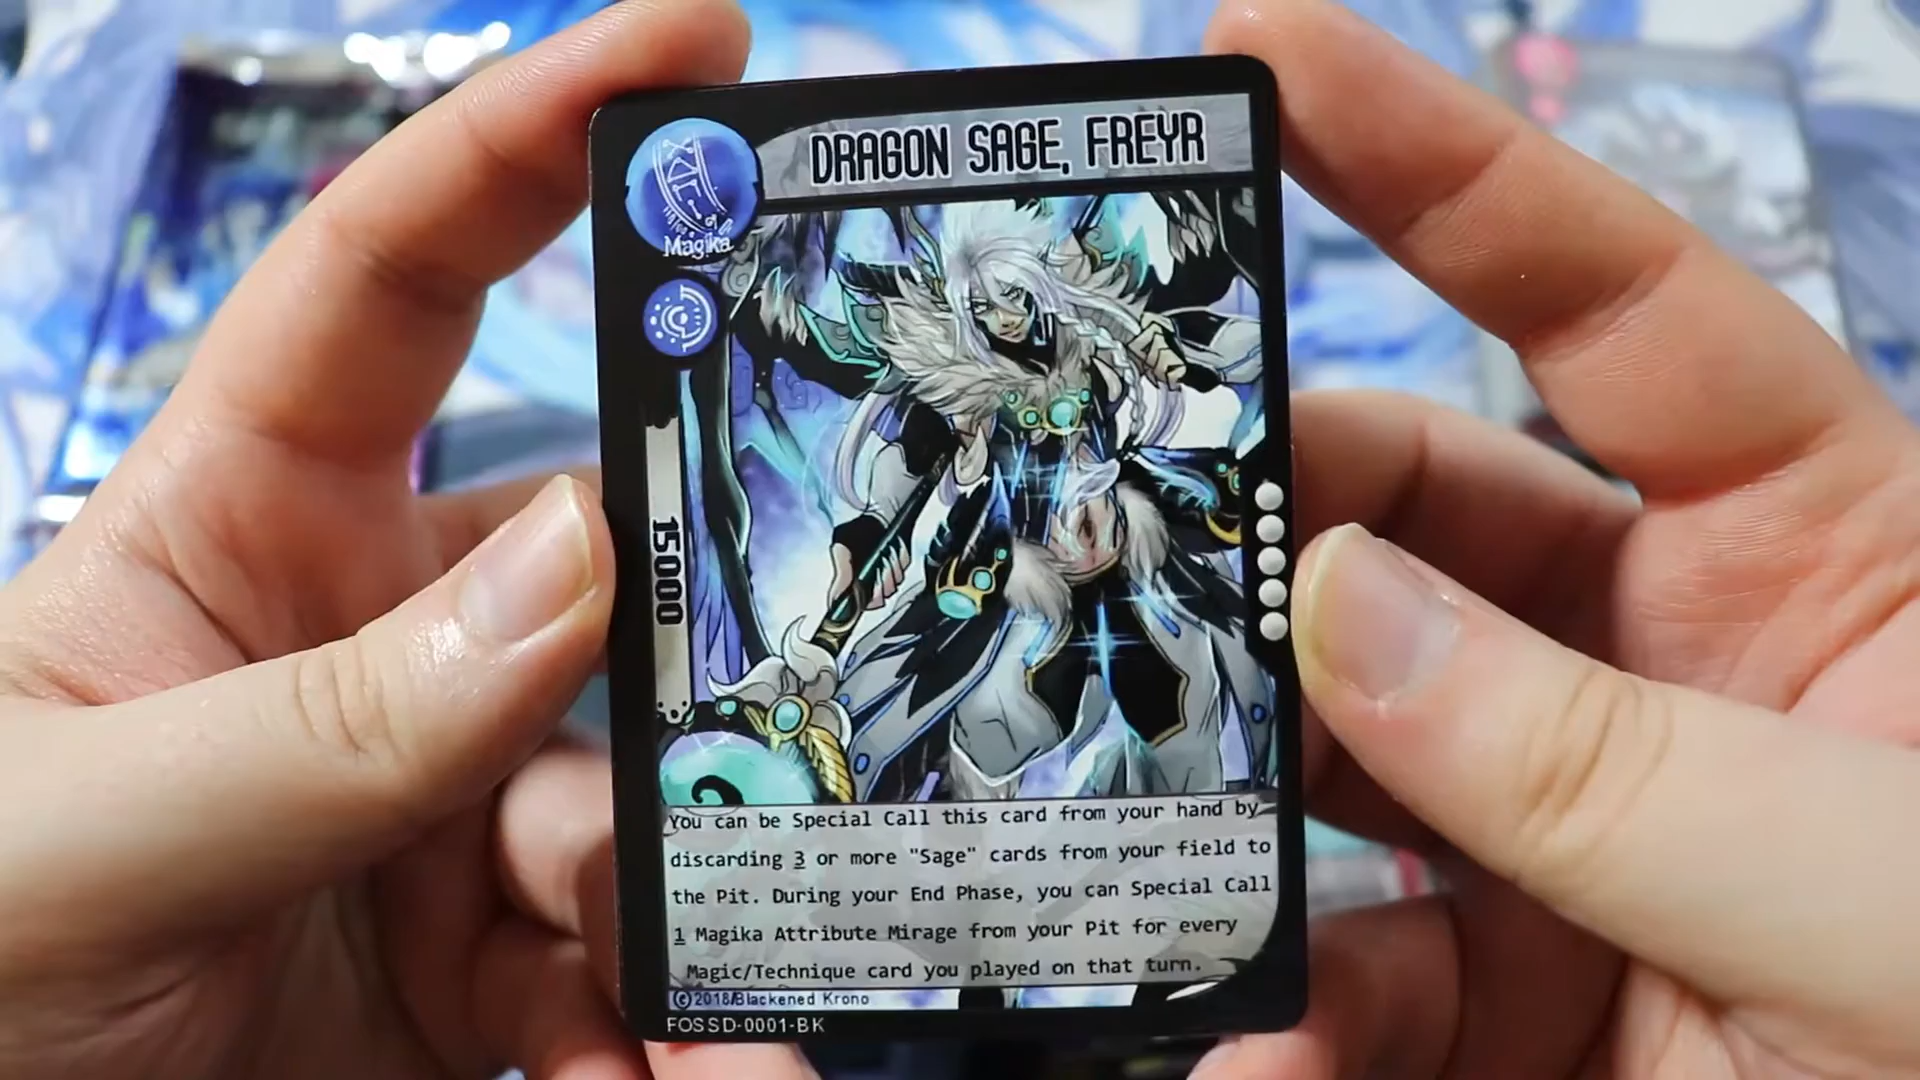 DRAGON SAGE, FREYR
Magika
15000
You can be Special Call this card from your hand by
discarding 3 or more "Sage" cards from your field to
the Pit. During your End Phase, you can Special Call
1 Magika Attribute Mirage from your Pit for every
Magic/Technique card you played on that turn.
©2018/Blackened Krono
FOSSD-0001-BK